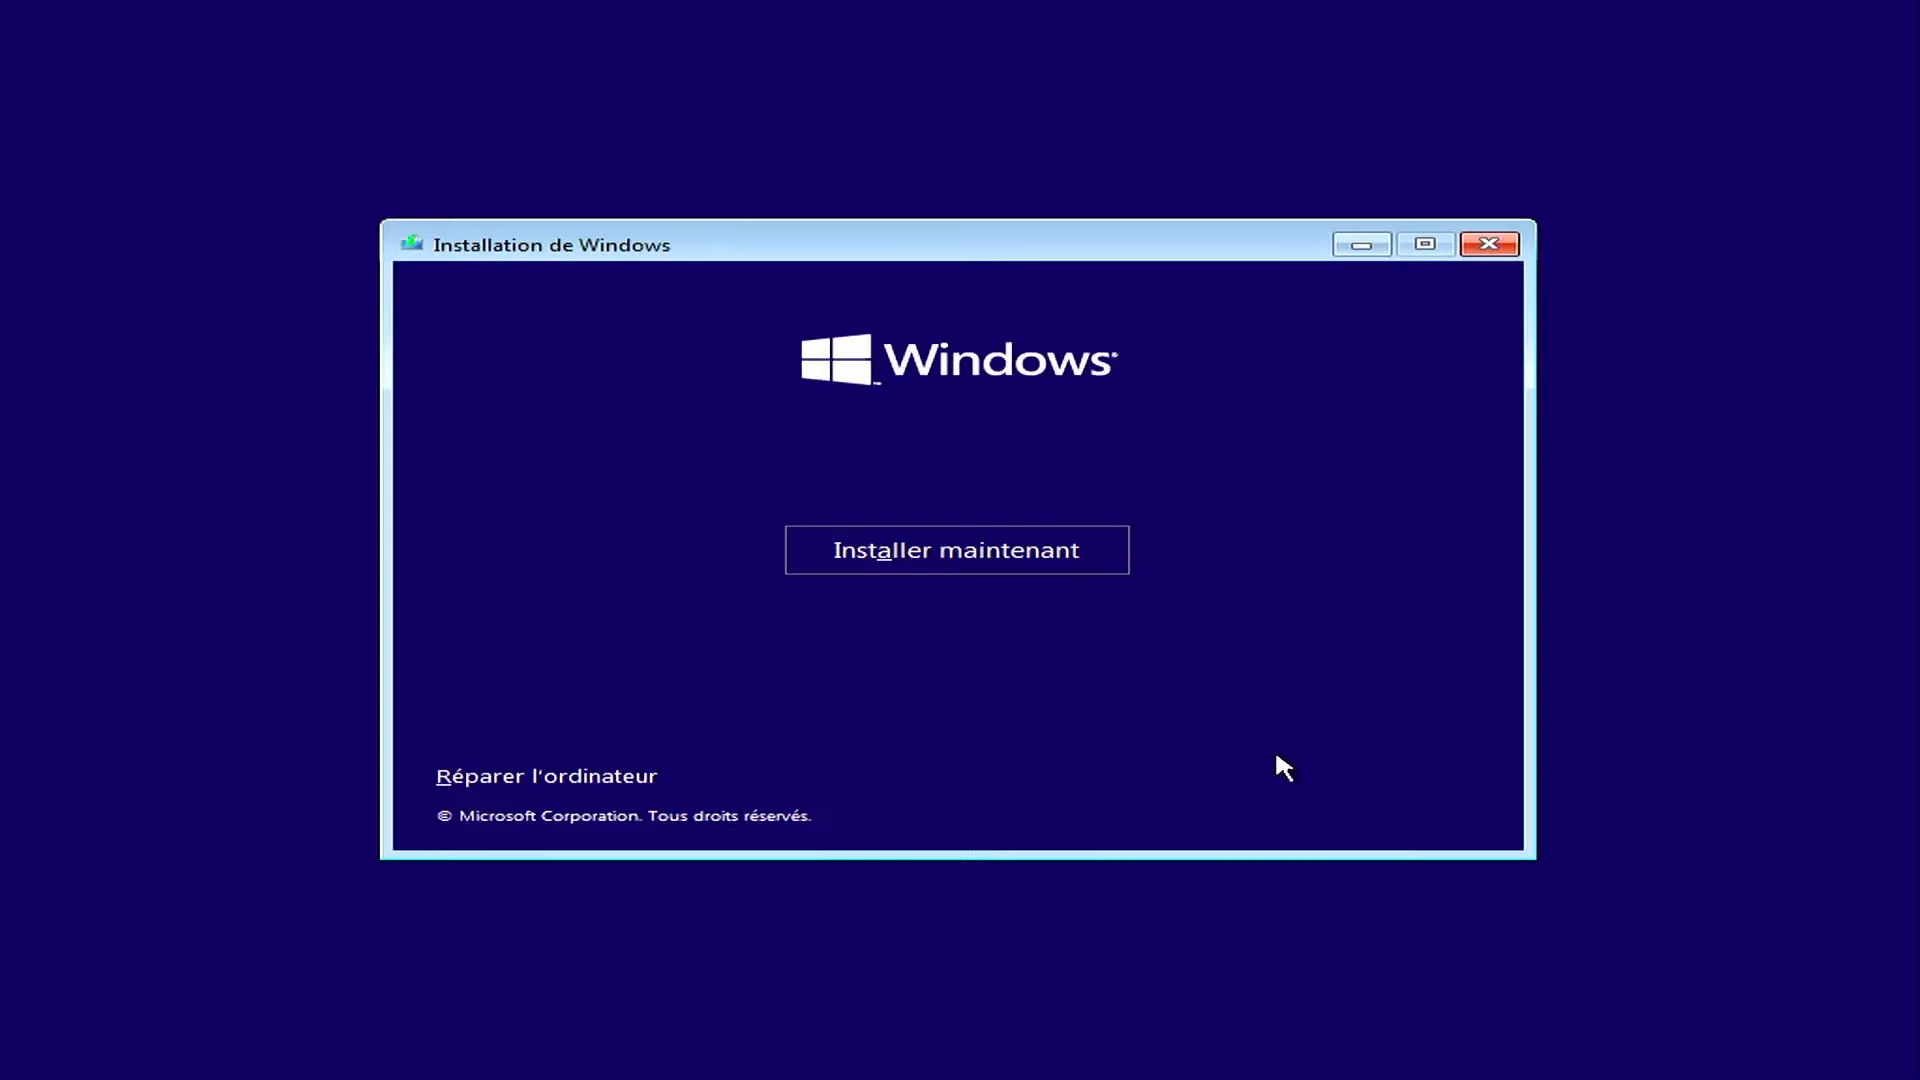 Installation de Windows
Windows®
Installer maintenant
Réparer l'ordinateur
© Microsoft Corporation. Tous droits réservés.